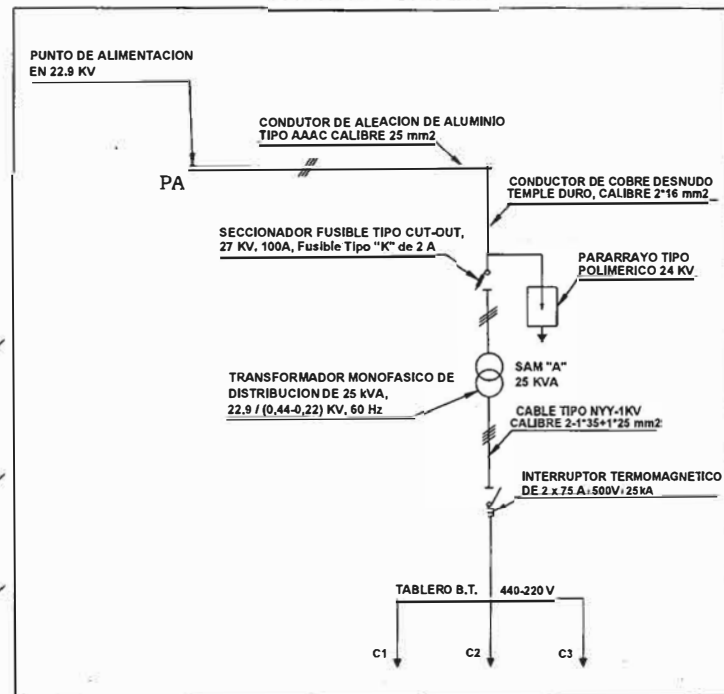 PUNTO DE ALIMENTACION
EN 22.9 KV
CONDUTOR DE ALEACION DE ALUMINIO
TIPO AAAC CALIBRE 25 mm2
PA
CONDUCTOR DE COBRE DESNUDO
TEMPLE DURO, CALIBRE 2*16 mm2
SECCIONADOR FUSIBLE TIPO CUT-OUT,
27 KV, 100A, Fusible Tipo "K" de 2 A
PARARRAYO TIPO
POLIMERICO 24 KV
SAM "A"
25 KVA
TRANSFORMADOR MONOFASICO DE
DISTRIBUCION DE 25 kVA,
22,9 / (0,44-0,22) KV, 60 Hz
CABLE TIPO NYY-1KV
CALIBRE 2-1*35+1*25 mm2
INTERRUPTOR TERMOMAGNETICO
DE 2 x 75 A-500V-25kA
TABLERO B.T. 440-220 V
C1 C2 C3